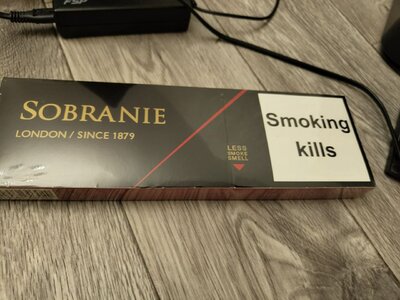 SOBRANIE
LONDON / SINCE 1879
LESS
SMOKE
SMELL
Smoking
kills